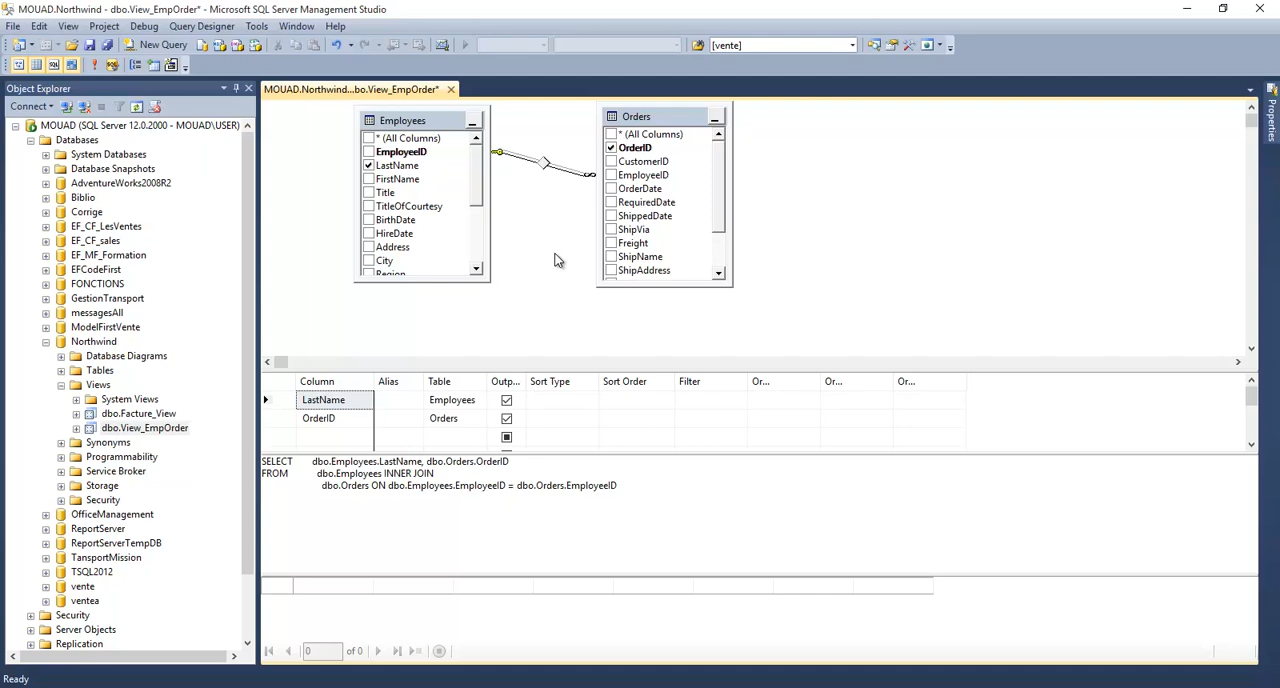 MOUAD.Northwind - dbo.View_EmpOrder* - Microsoft SQL Server Management Studio
File Edit View Project Debug Query Designer Tools Window Help
New Query [vente]
Object Explorer
Connect
MOUAD (SQL Server 12.0.2000 - MOUAD\USER)
Databases
System Databases
Database Snapshots
AdventureWorks2008R2
Biblio
Corrige
EF_CF_LesVentes
EF_CF_sales
EF_MF_Formation
EFCodeFirst
FONCTIONS
GestionTransport
messagesAll
ModelFirstVente
Northwind
Database Diagrams
Tables
Views
System Views
dbo.Facture_View
dbo.View_EmpOrder
Synonyms
Programmability
Service Broker
Storage
Security
OfficeManagement
ReportServer
ReportServerTempDB
TansportMission
TSQL2012
vente
ventea
Security
Server Objects
Replication
MOUAD.Northwind...bo.View_EmpOrder*
Employees
* (All Columns)
EmployeeID
LastName
FirstName
Title
TitleOfCourtesy
BirthDate
HireDate
Address
City
Region
Orders
* (All Columns)
OrderID
CustomerID
EmployeeID
OrderDate
RequiredDate
ShippedDate
ShipVia
Freight
ShipName
ShipAddress
Column Alias Table Outp... Sort Type Sort Order Filter Or... Or... Or...
LastName Employees
OrderID Orders
SELECT dbo.Employees.LastName, dbo.Orders.OrderID
FROM dbo.Employees INNER JOIN
dbo.Orders ON dbo.Employees.EmployeeID = dbo.Orders.EmployeeID
0 of 0
Properties
Ready